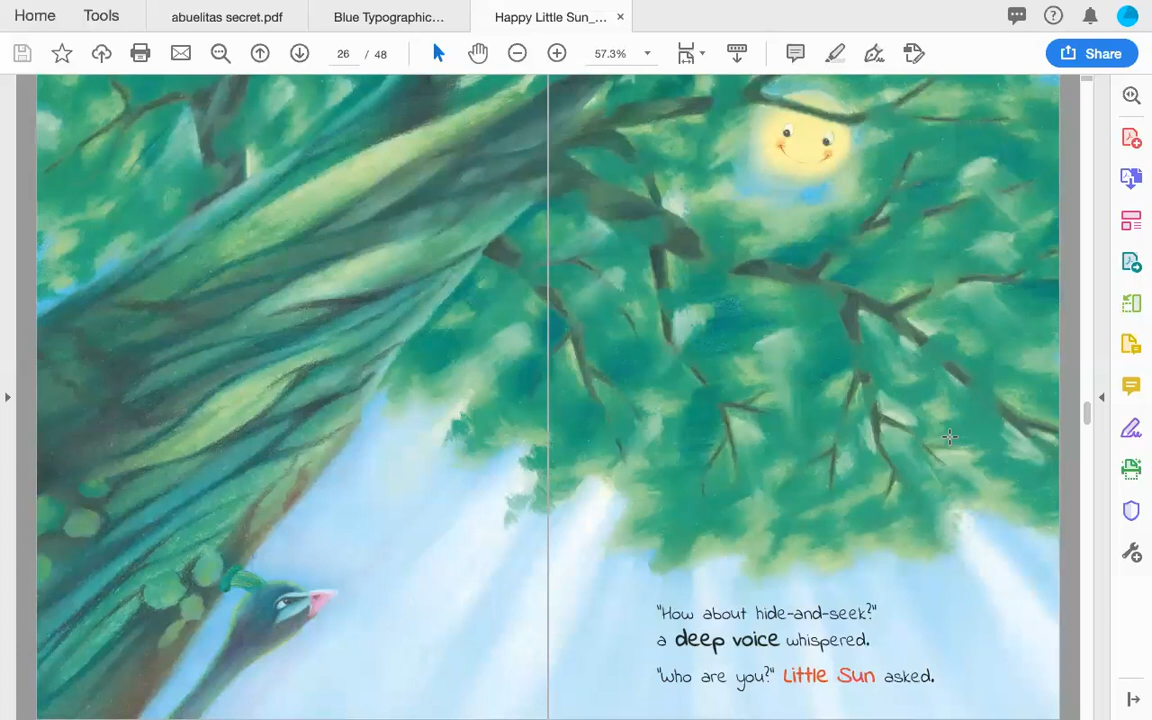 Home
Tools
abuelitas secret.pdf
Blue Typographic...
Happy Little Sun_...
26 / 48
57.3%
Share
"How about hide-and-seek?"
a deep voice whispered.
"Who are you?" Little Sun asked.